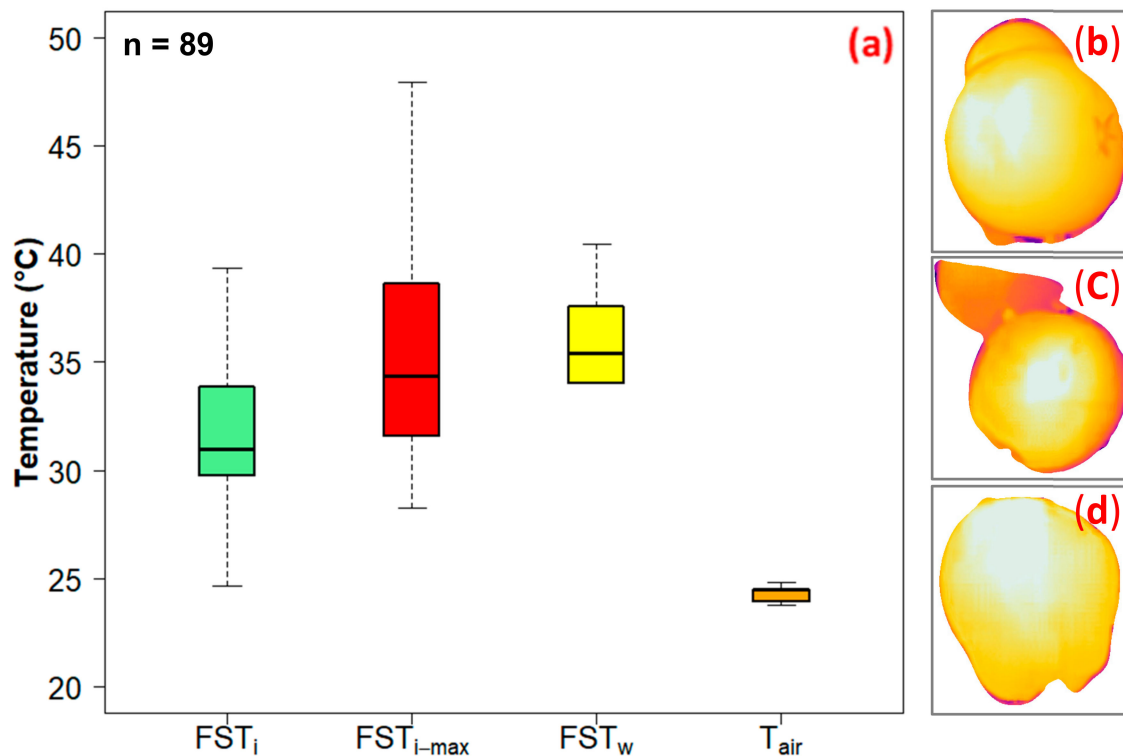 n = 89
(a)
50
45
40
35
30
25
20
Temperature (°C)
FSTi
FSTi−max
FSTw
Tair
(b)
(C)
(d)